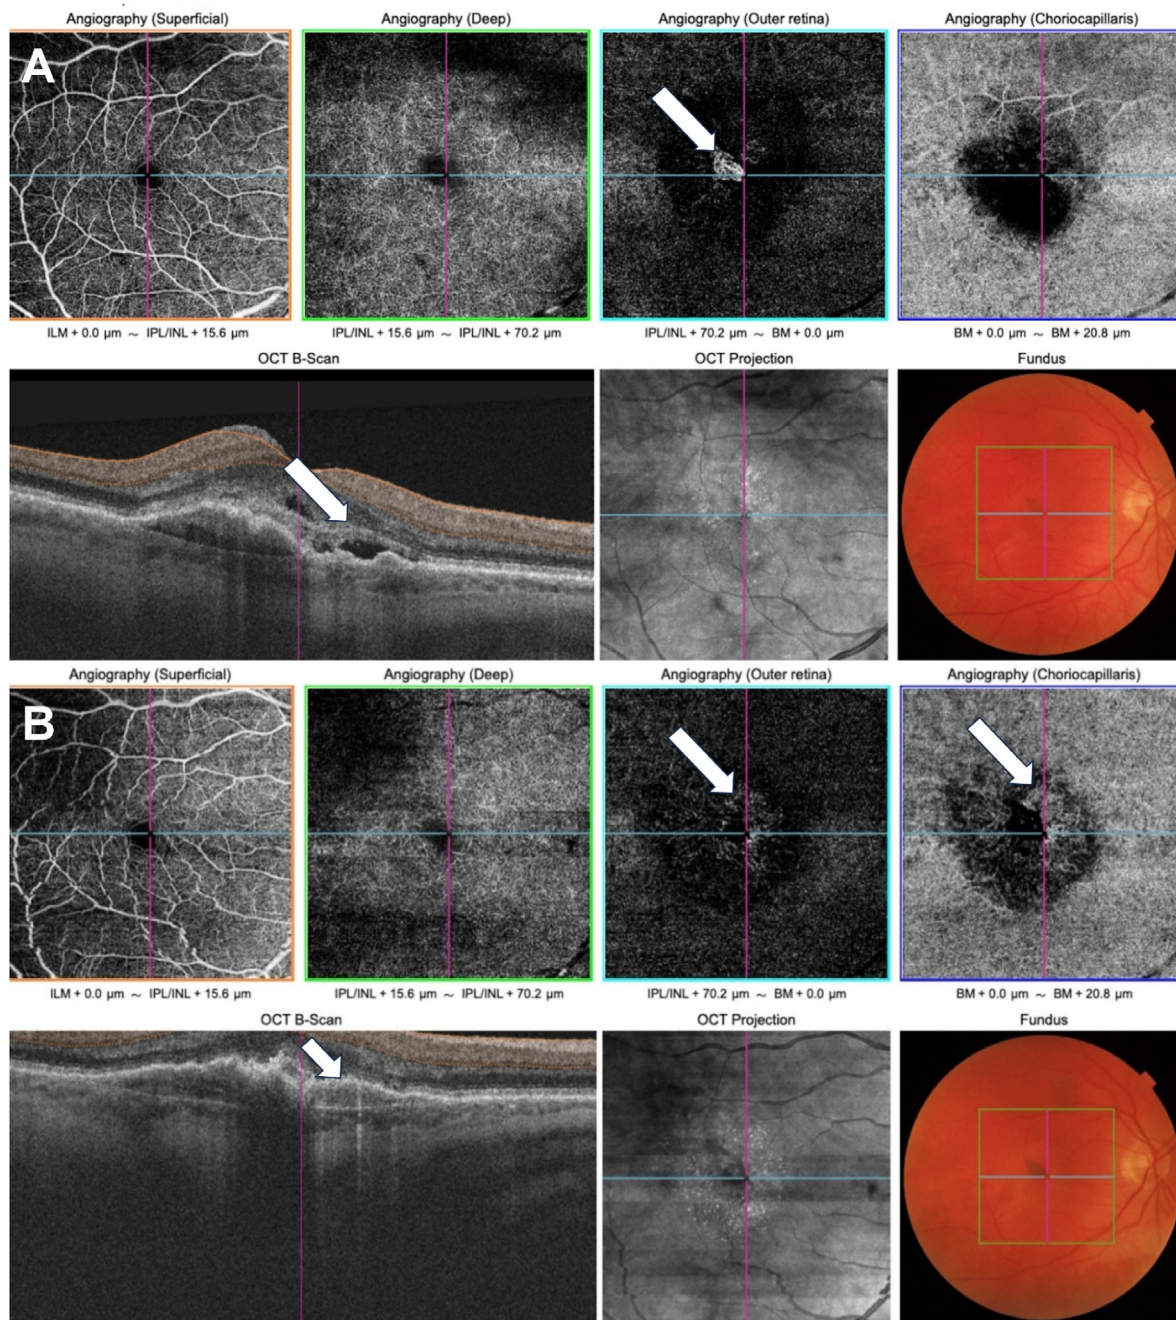 Angiography (Superficial) Angiography (Deep) Angiography (Outer retina) Angiography (Choriocapillaris)
A
ILM + 0.0 µm ~ IPL/INL + 15.6 µm IPL/INL + 15.6 µm ~ IPL/INL + 70.2 µm IPL/INL + 70.2 µm ~ BM + 0.0 µm BM + 0.0 µm ~ BM + 20.8 µm
OCT B-Scan OCT Projection Fundus
Angiography (Superficial) Angiography (Deep) Angiography (Outer retina) Angiography (Choriocapillaris)
B
ILM + 0.0 µm ~ IPL/INL + 15.6 µm IPL/INL + 15.6 µm ~ IPL/INL + 70.2 µm IPL/INL + 70.2 µm ~ BM + 0.0 µm BM + 0.0 µm ~ BM + 20.8 µm
OCT B-Scan OCT Projection Fundus